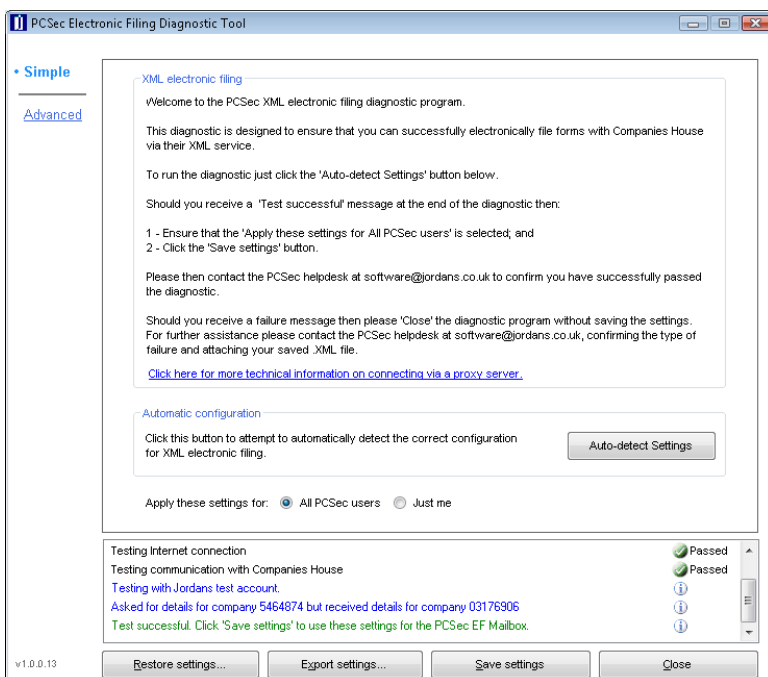 PCSec Electronic Filing Diagnostic Tool
• Simple
Advanced
XML electronic filing
Welcome to the PCSec XML electronic filing diagnostic program.
This diagnostic is designed to ensure that you can successfully electronically file forms with Companies House
via their XML service.
To run the diagnostic just click the 'Auto-detect Settings' button below.
Should you receive a 'Test successful' message at the end of the diagnostic then:
1 - Ensure that the 'Apply these settings for All PCSec users' is selected; and
2 - Click the 'Save settings' button.
Please then contact the PCSec helpdesk at software@jordans.co.uk to confirm you have successfully passed
the diagnostic.
Should you receive a failure message then please 'Close' the diagnostic program without saving the settings.
For further assistance please contact the PCSec helpdesk at software@jordans.co.uk, confirming the type of
failure and attaching your saved .XML file.
Click here for more technical information on connecting via a proxy server.
Automatic configuration
Click this button to attempt to automatically detect the correct configuration
for XML electronic filing.
Auto-detect Settings
Apply these settings for: All PCSec users Just me
Testing Internet connection Passed
Testing communication with Companies House Passed
Testing with Jordans test account.
Asked for details for company 5464874 but received details for company 03176906
Test successful. Click 'Save settings' to use these settings for the PCSec EF Mailbox.
v1.0.0.13 Restore settings... Export settings... Save settings Close